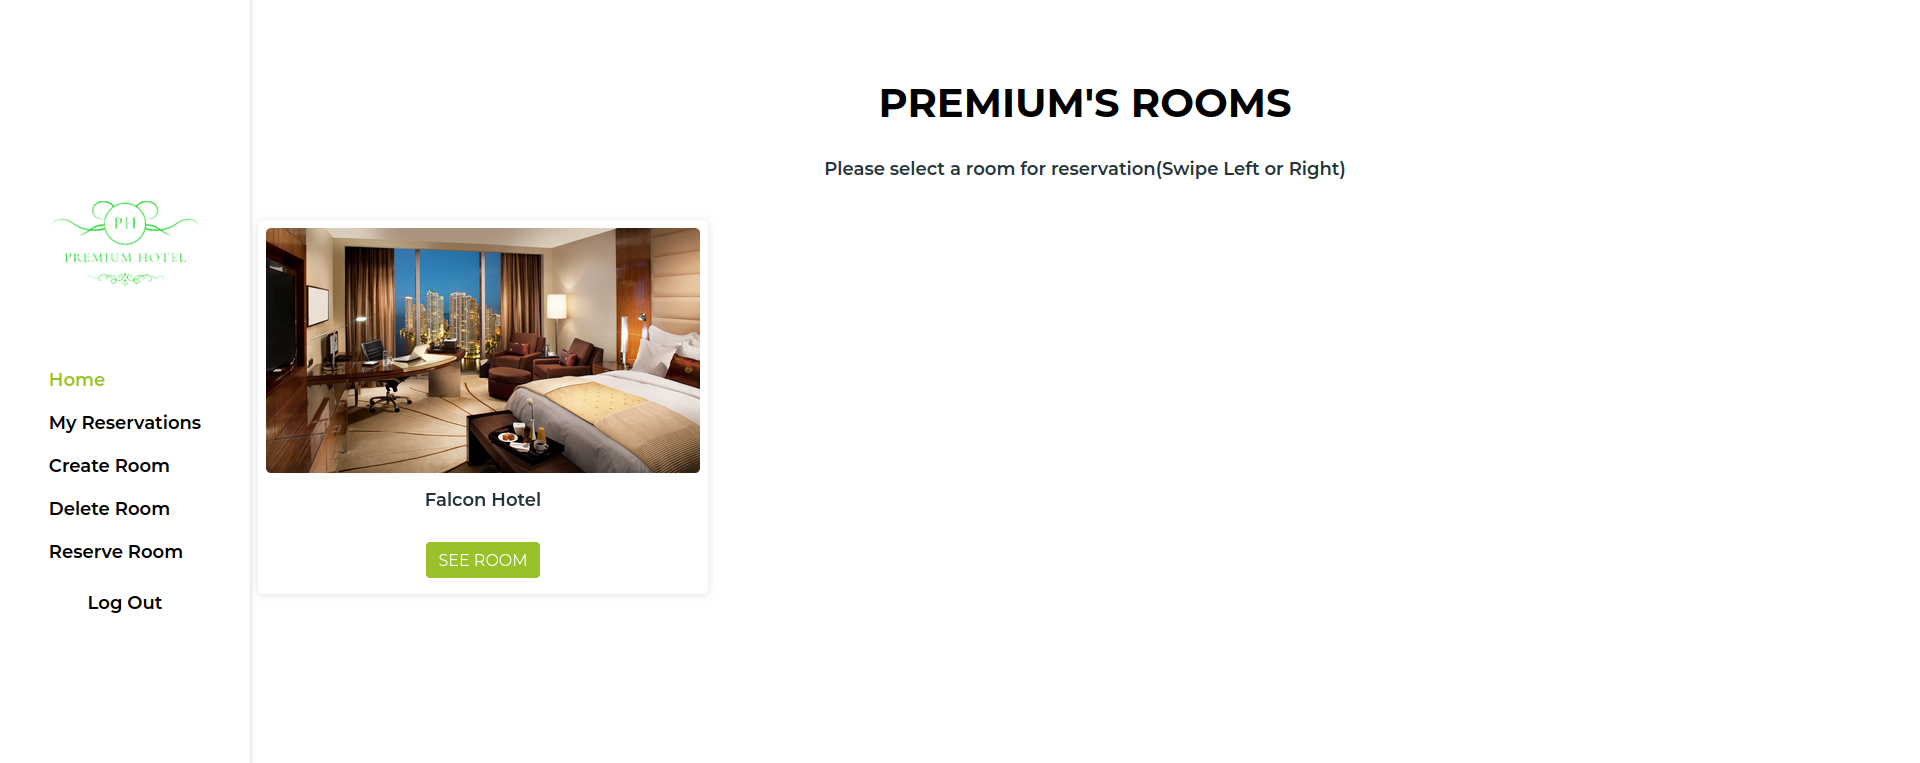 PH
PREMIUM HOTEL
Home
My Reservations
Create Room
Delete Room
Reserve Room
Log Out
PREMIUM'S ROOMS
Please select a room for reservation(Swipe Left or Right)
Falcon Hotel
SEE ROOM